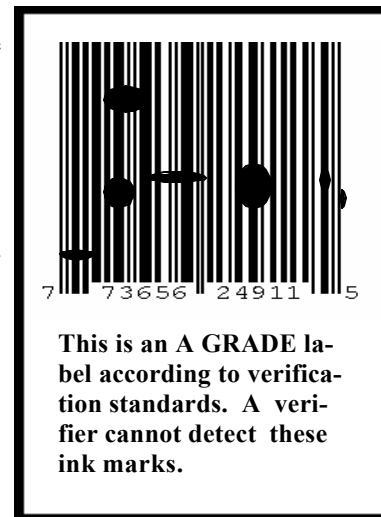 7 73656 24911 5
This is an A GRADE la-
bel according to verifica-
tion standards. A veri-
fier cannot detect these
ink marks.